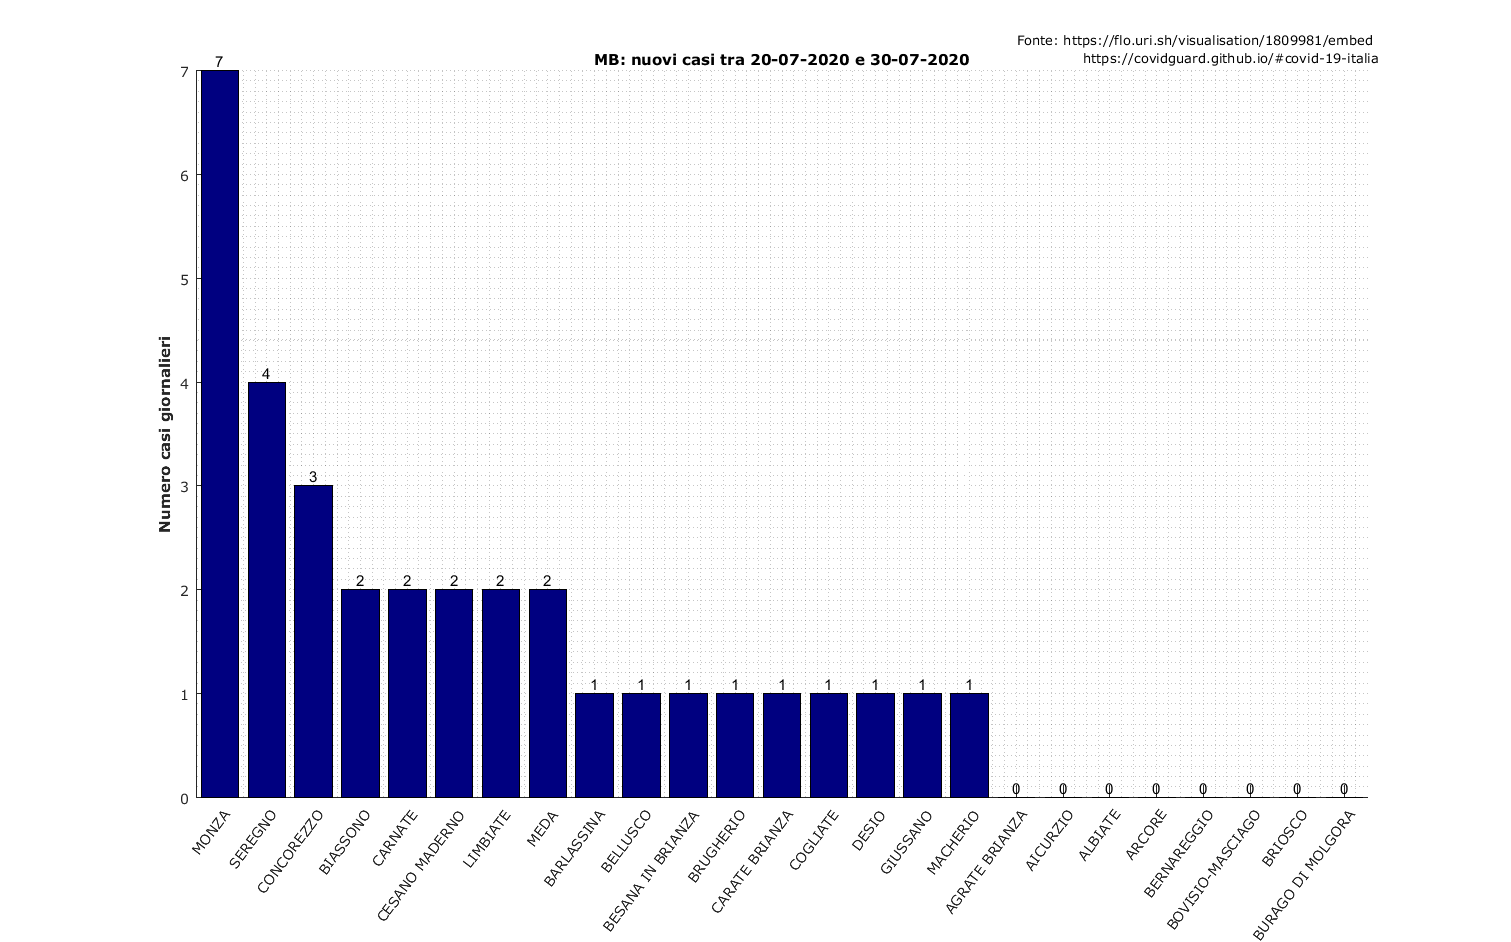 Fonte: https://flo.uri.sh/visualisation/1809981/embed
https://covidguard.github.io/#covid-19-italia
MB: nuovi casi tra 20-07-2020 e 30-07-2020
Numero casi giornalieri
7
6
5
4
3
2
1
0
7
4
3
2
2
2
2
2
1
1
1
1
1
1
1
1
1
0
0
0
0
0
0
0
0
MONZA
SEREGNO
CONCOREZZO
BIASSONO
CARNATE
CESANO MADERNO
LIMBIATE
MEDA
BARLASSINA
BELLUSCO
BESANA IN BRIANZA
BRUGHERIO
CARATE BRIANZA
COGLIATE
DESIO
GIUSSANO
MACHERIO
AGRATE BRIANZA
AICURZIO
ALBIATE
ARCORE
BERNAREGGIO
BOVISIO-MASCIAGO
BRIOSCO
BURAGO DI MOLGORA